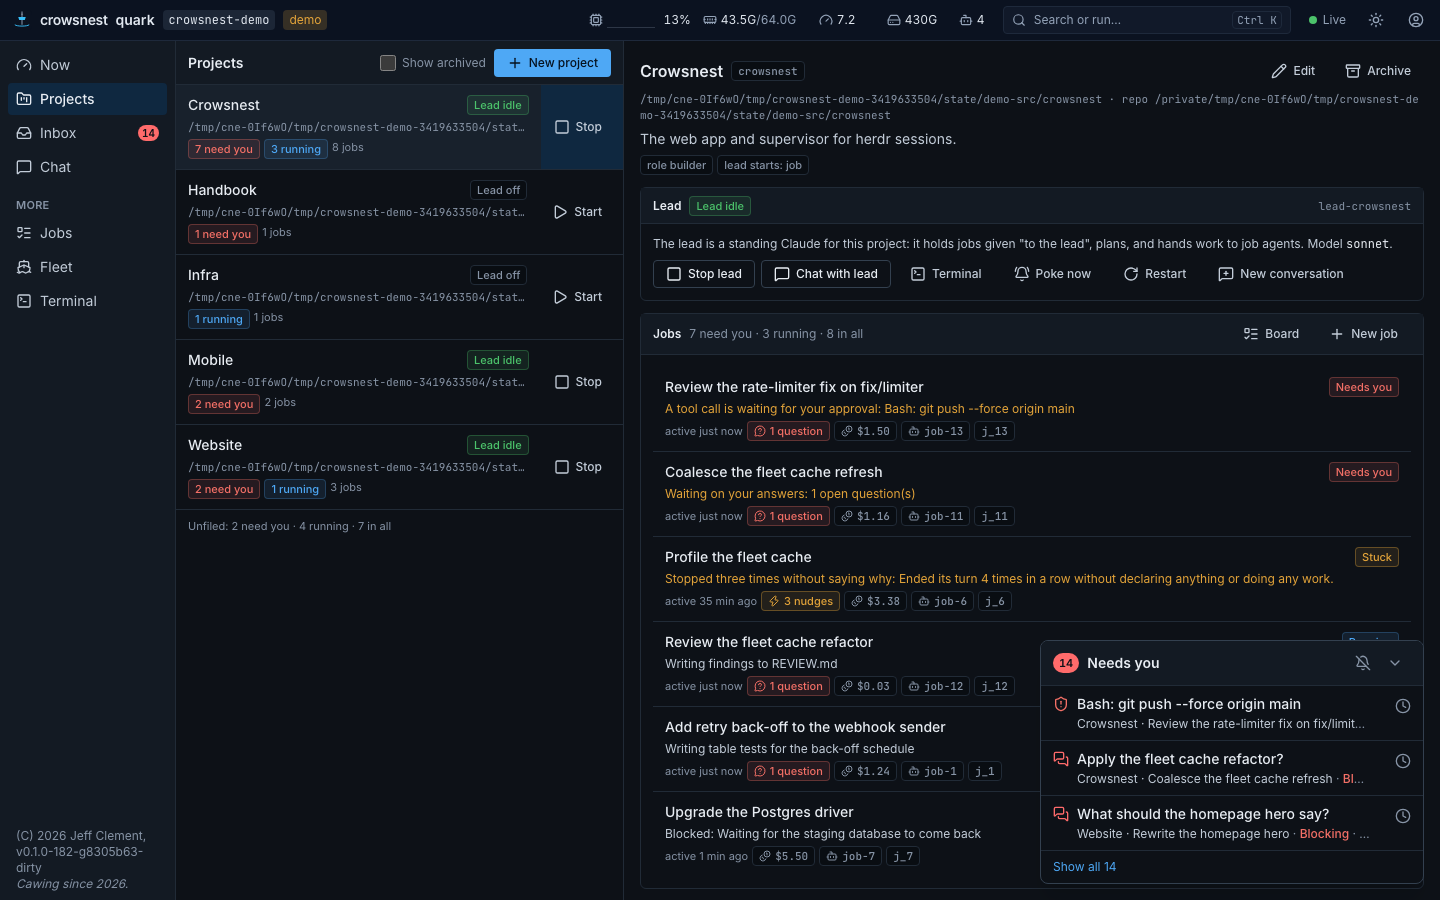 crowsnest quark crowsnest-demo demo 13% 43.5G/64.0G 7.2 430G 4 Search or run... Ctrl K Live
Now
Projects
Inbox 14
Chat
MORE
Jobs
Fleet
Terminal
(C) 2026 Jeff Clement,
v0.1.0-182-g8305b63-
dirty
Cawing since 2026.
Projects Show archived New project
Crowsnest Lead idle
/tmp/cne-0If6wO/tmp/crowsnest-demo-3419633504/stat…
7 need you 3 running 8 jobs
Stop
Handbook Lead off
/tmp/cne-0If6wO/tmp/crowsnest-demo-3419633504/stat…
1 need you 1 jobs
Start
Infra Lead off
/tmp/cne-0If6wO/tmp/crowsnest-demo-3419633504/stat…
1 running 1 jobs
Start
Mobile Lead idle
/tmp/cne-0If6wO/tmp/crowsnest-demo-3419633504/stat…
2 need you 2 jobs
Stop
Website Lead idle
/tmp/cne-0If6wO/tmp/crowsnest-demo-3419633504/stat…
2 need you 1 running 3 jobs
Stop
Unfiled: 2 need you · 4 running · 7 in all
Crowsnest crowsnest Edit Archive
/tmp/cne-0If6wO/tmp/crowsnest-demo-3419633504/state/demo-src/crowsnest · repo /private/tmp/cne-0If6wO/tmp/crowsnest-de
mo-3419633504/state/demo-src/crowsnest
The web app and supervisor for herdr sessions.
role builder lead starts: job
Lead Lead idle lead-crowsnest
The lead is a standing Claude for this project: it holds jobs given "to the lead", plans, and hands work to job agents. Model sonnet.
Stop lead Chat with lead Terminal Poke now Restart New conversation
Jobs 7 need you · 3 running · 8 in all Board New job
Review the rate-limiter fix on fix/limiter Needs you
A tool call is waiting for your approval: Bash: git push --force origin main
active just now 1 question $1.50 job-13 j_13
Coalesce the fleet cache refresh Needs you
Waiting on your answers: 1 open question(s)
active just now 1 question $1.16 job-11 j_11
Profile the fleet cache Stuck
Stopped three times without saying why: Ended its turn 4 times in a row without declaring anything or doing any work.
active 35 min ago 3 nudges $3.38 job-6 j_6
Review the fleet cache refactor
Writing findings to REVIEW.md
active just now 1 question $0.03 job-12 j_12
Add retry back-off to the webhook sender
Writing table tests for the back-off schedule
active just now 1 question $1.24 job-1 j_1
Upgrade the Postgres driver
Blocked: Waiting for the staging database to come back
active 1 min ago $5.50 job-7 j_7
14 Needs you
Bash: git push --force origin main
Crowsnest · Review the rate-limiter fix on fix/limit…
Apply the fleet cache refactor?
Crowsnest · Coalesce the fleet cache refresh · Bl…
What should the homepage hero say?
Website · Rewrite the homepage hero · Blocking · …
Show all 14